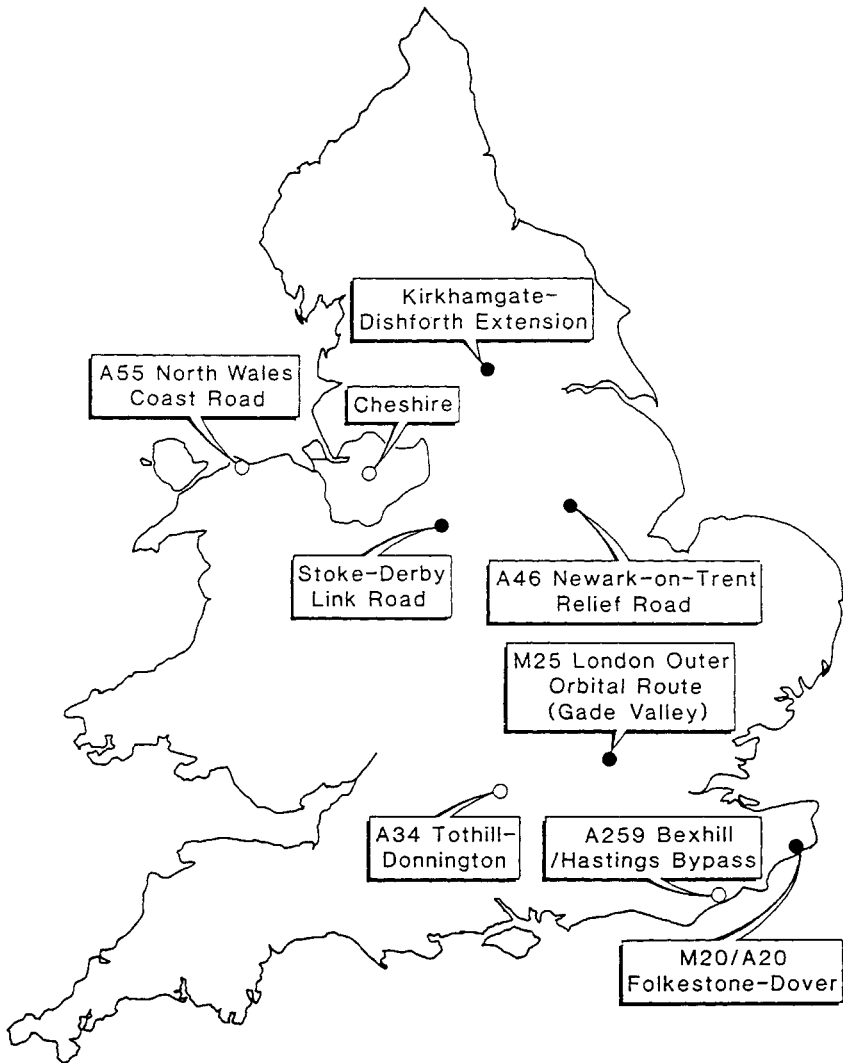 Kirkhamgate-
Dishforth Extension
A55 North Wales
Coast Road
Cheshire
Stoke-Derby
Link Road
A46 Newark-on-Trent
Relief Road
M25 London Outer
Orbital Route
(Gade Valley)
A34 Tothill-
Donnington
A259 Bexhill
/Hastings Bypass
M20/A20
Folkestone-Dover